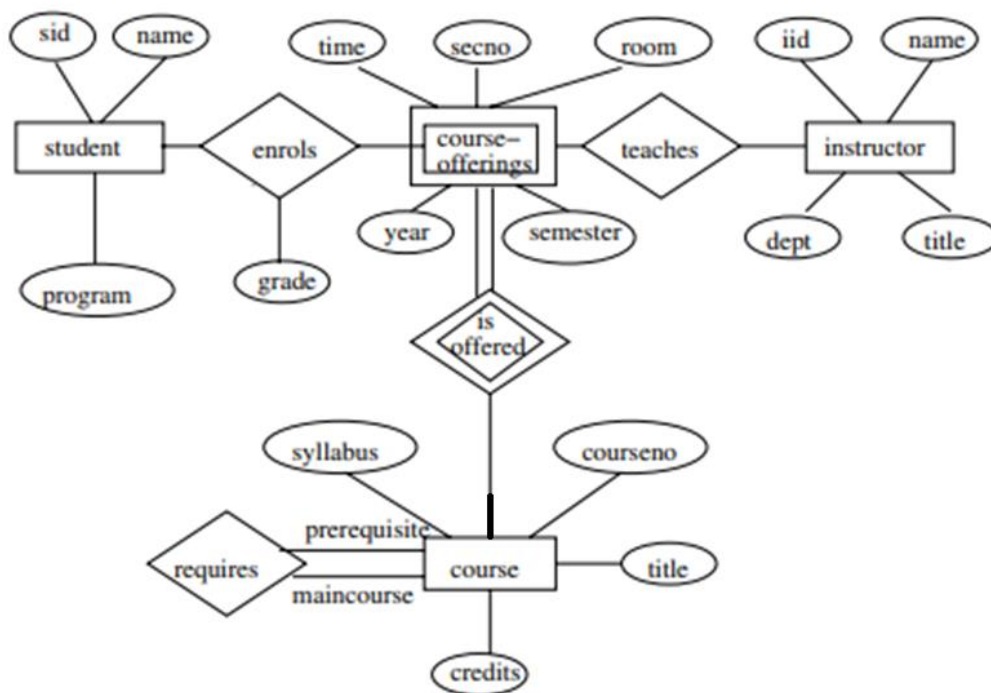 sid
name
time
secno
room
iid
name
student
enrols
course–
offerings
teaches
instructor
year
semester
dept
title
program
grade
is
offered
syllabus
courseno
prerequisite
requires
course
title
maincourse
credits